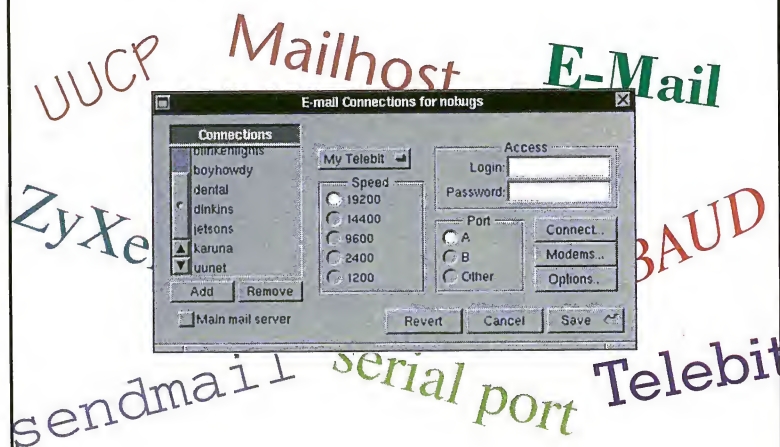 UUCP
Mailhost
E-Mail
E-mail Connections for nobugs
Connections
blinkenlights
boyhowdy
dental
dinkins
jetsons
karuna
uunet
Add
Remove
Main mail server
My Telebit
Speed
19200
14400
9600
2400
1200
Access
Login:
Password:
Port
A
B
Other
Connect...
Modems...
Options...
Revert
Cancel
Save
ZyXe
BAUD
sendmail
serial port
Telebit